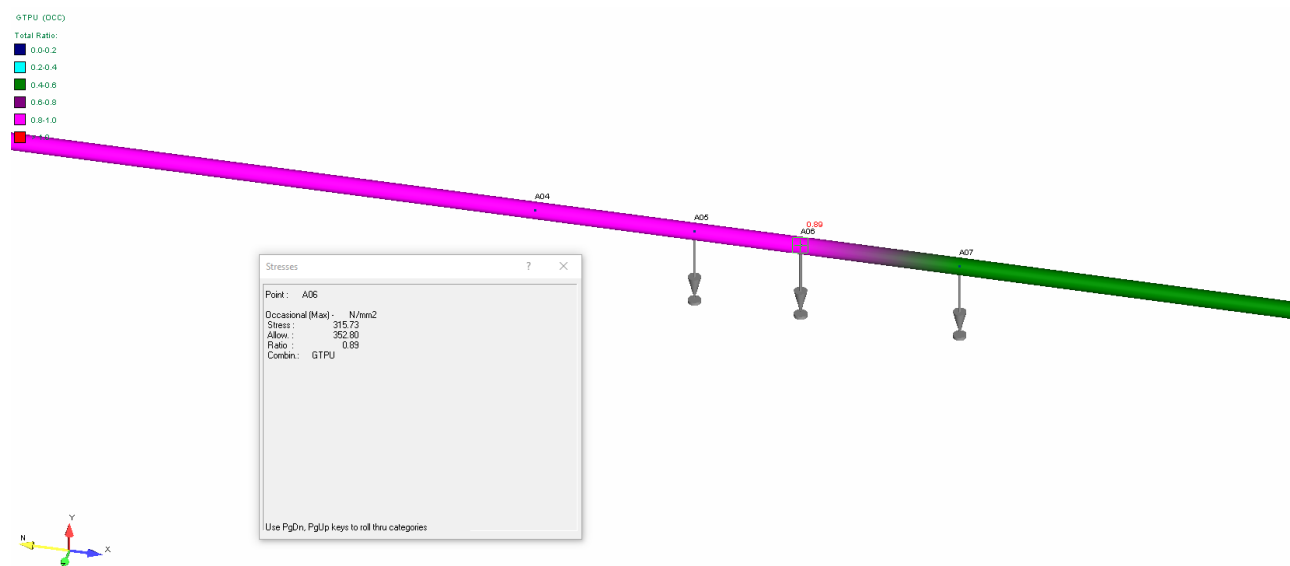 GTPU (OCC)
Total Ratio:
0.0-0.2
0.2-0.4
0.4-0.6
0.6-0.8
0.8-1.0
A04
A05
0.89
A06
A07
Stresses
?
Point : A06
Occasional (Max) - N/mm2
Stress : 315.73
Allow. : 352.80
Ratio : 0.89
Combin.: GTPU
Use PgDn, PgUp keys to roll thru categories
Y
N
X